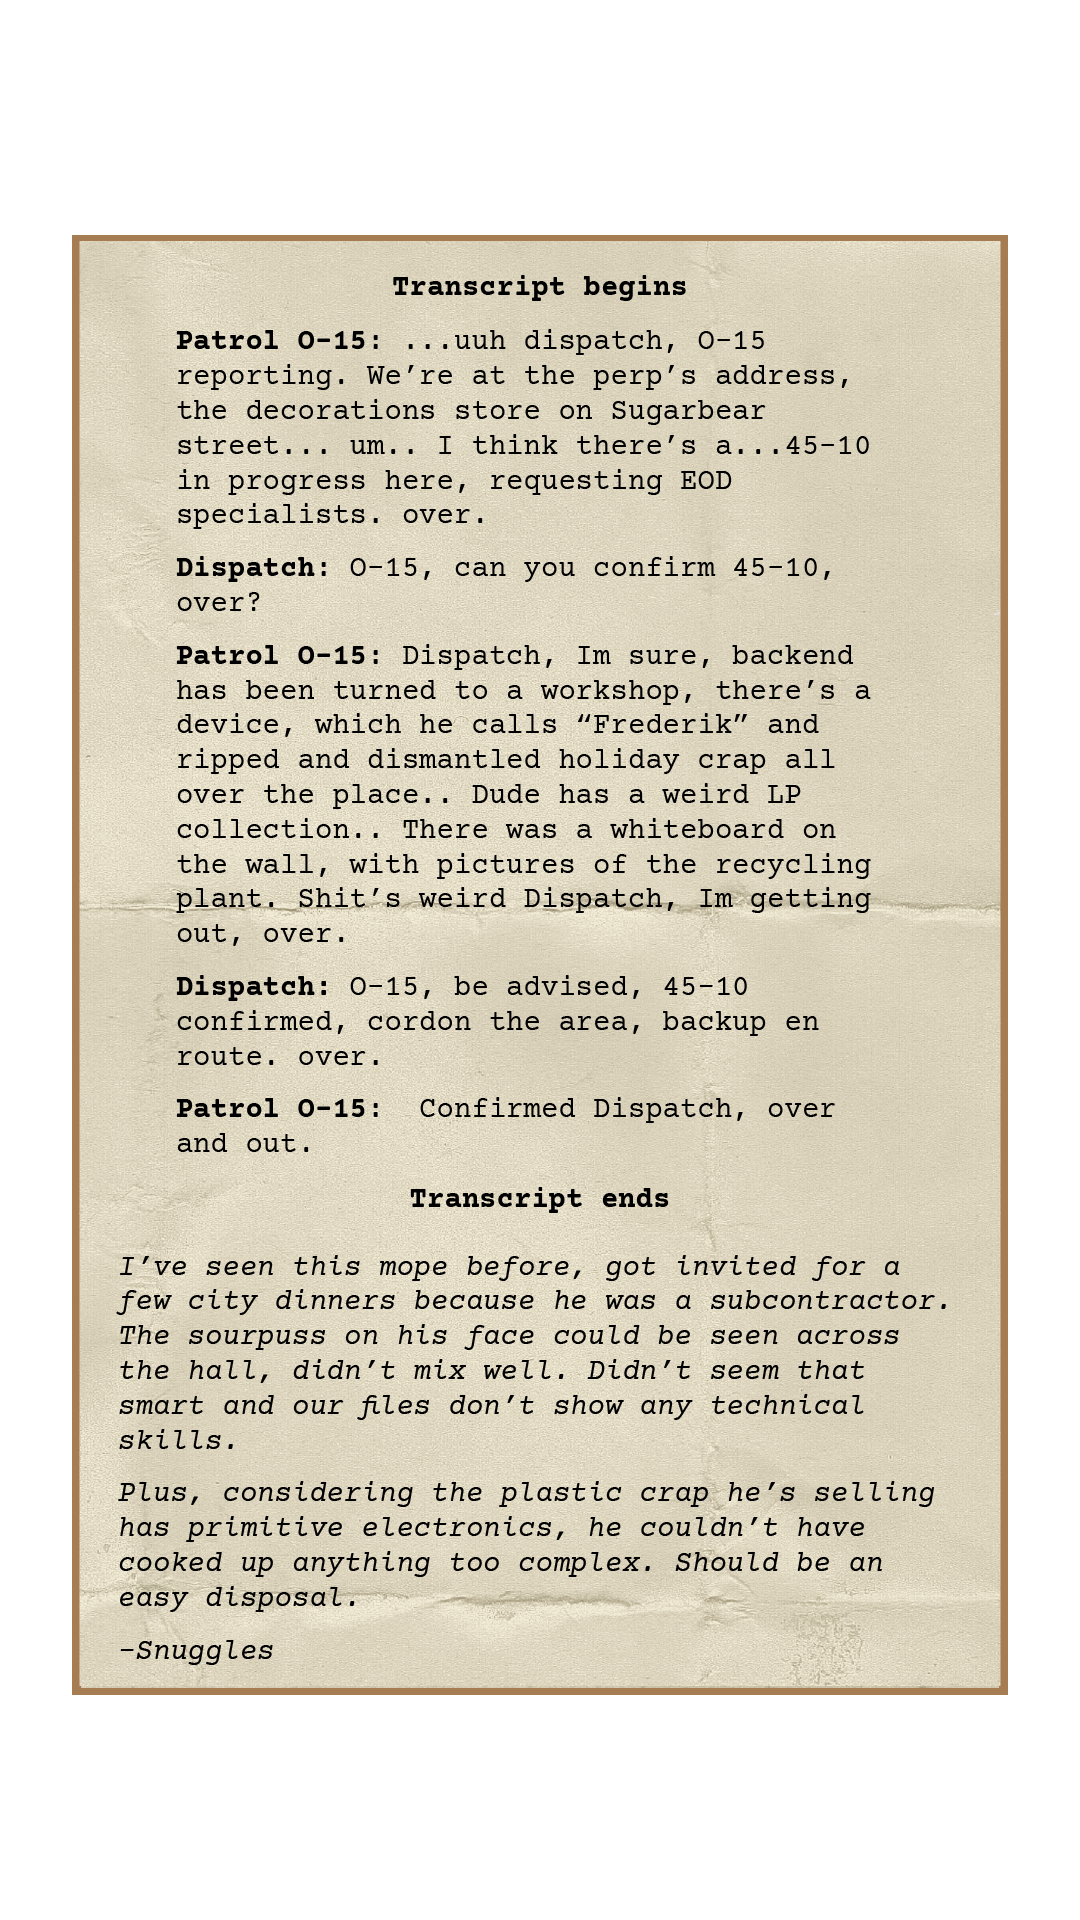 Transcript begins
Patrol O-15: ...uuh dispatch, O-15
reporting. We’re at the perp’s address,
the decorations store on Sugarbear
street... um.. I think there’s a...45-10
in progress here, requesting EOD
specialists. over.
Dispatch: O-15, can you confirm 45-10,
over?
Patrol O-15: Dispatch, Im sure, backend
has been turned to a workshop, there’s a
device, which he calls “Frederik” and
ripped and dismantled holiday crap all
over the place.. Dude has a weird LP
collection.. There was a whiteboard on
the wall, with pictures of the recycling
plant. Shit’s weird Dispatch, Im getting
out, over.
Dispatch: O-15, be advised, 45-10
confirmed, cordon the area, backup en
route. over.
Patrol O-15:  Confirmed Dispatch, over
and out.
Transcript ends
I’ve seen this mope before, got invited for a
few city dinners because he was a subcontractor.
The sourpuss on his face could be seen across
the hall, didn’t mix well. Didn’t seem that
smart and our files don’t show any technical
skills.
Plus, considering the plastic crap he’s selling
has primitive electronics, he couldn’t have
cooked up anything too complex. Should be an
easy disposal.
-Snuggles